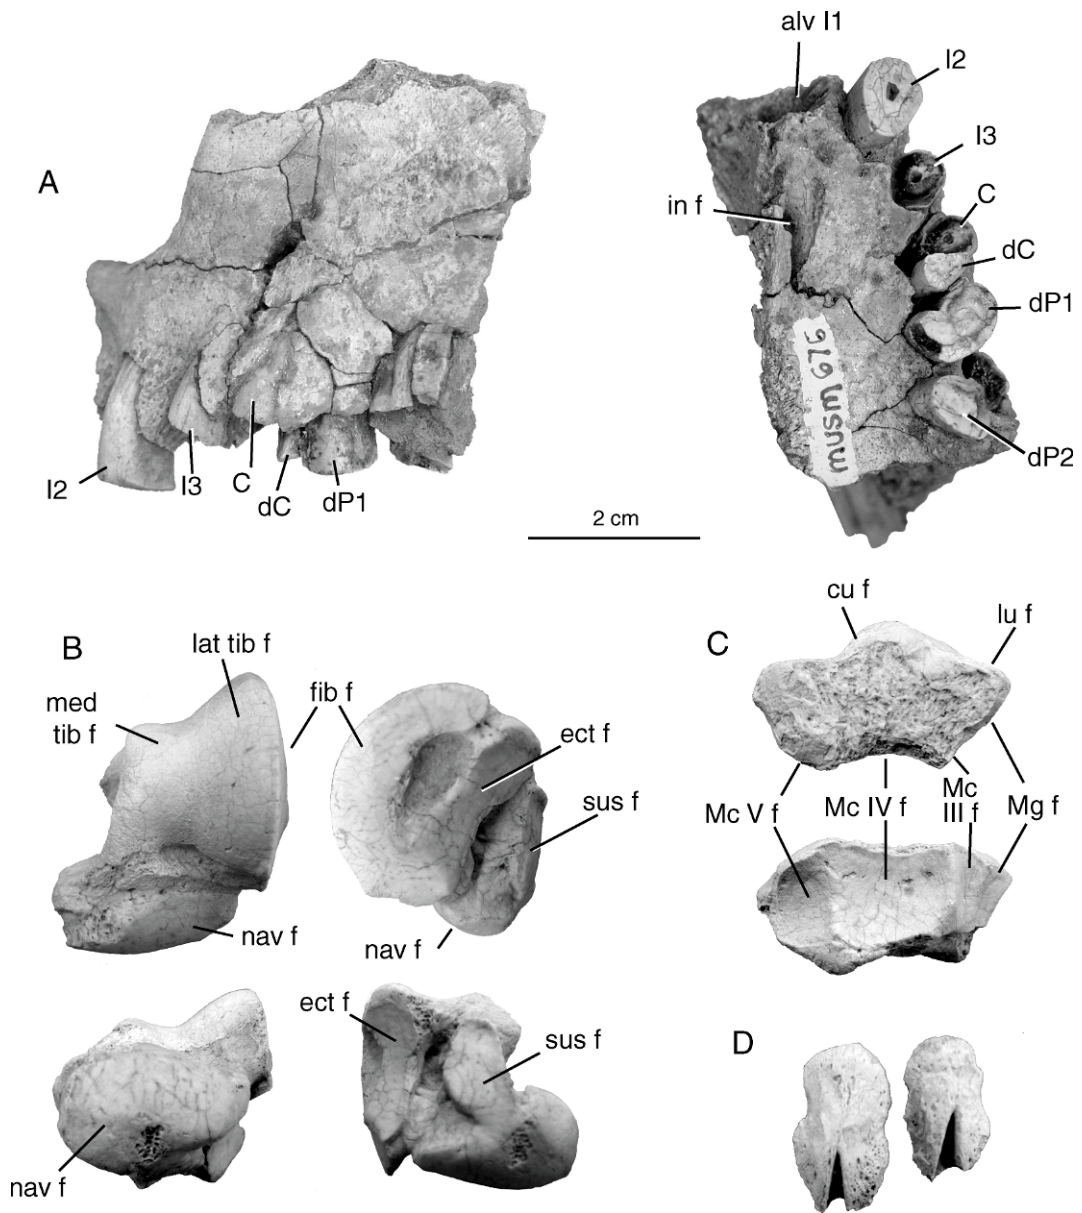 A
alv I1
I2
I3
C
dC
dP1
dP2
in f
MUSM 676
I2
I3
C
dC
dP1
2 cm
B
lat tib f
med
tib f
fib f
ect f
sus f
nav f
nav f
ect f
sus f
nav f
C
cu f
lu f
Mc V f
Mc IV f
Mc
III f
Mg f
D